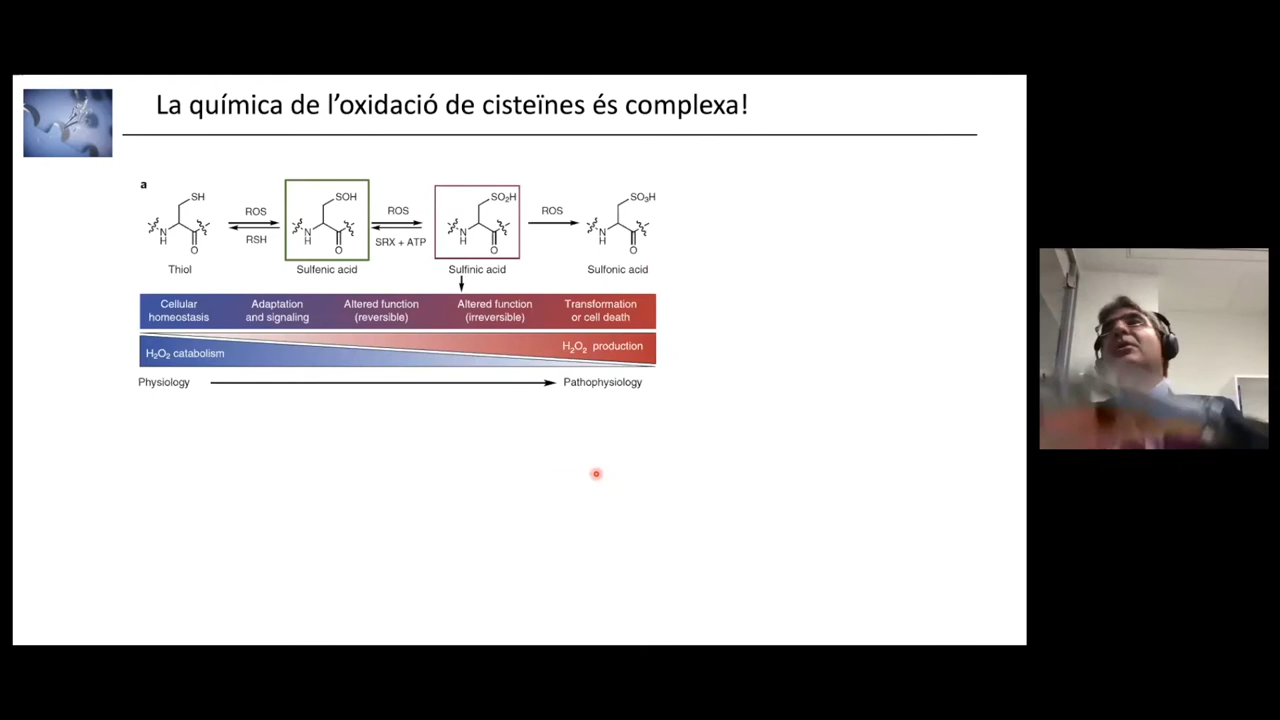 La química de l'oxidació de cisteïnes és complexa!
a
SH
SOH
SO₂H
SO₃H
ROS
ROS
ROS
RSH
SRX + ATP
N
H
O
N
H
O
N
H
O
N
H
O
Thiol
Sulfenic acid
Sulfinic acid
Sulfonic acid
Cellular
homeostasis
Adaptation
and signaling
Altered function
(reversible)
Altered function
(irreversible)
Transformation
or cell death
H₂O₂ catabolism
H₂O₂ production
Physiology
Pathophysiology